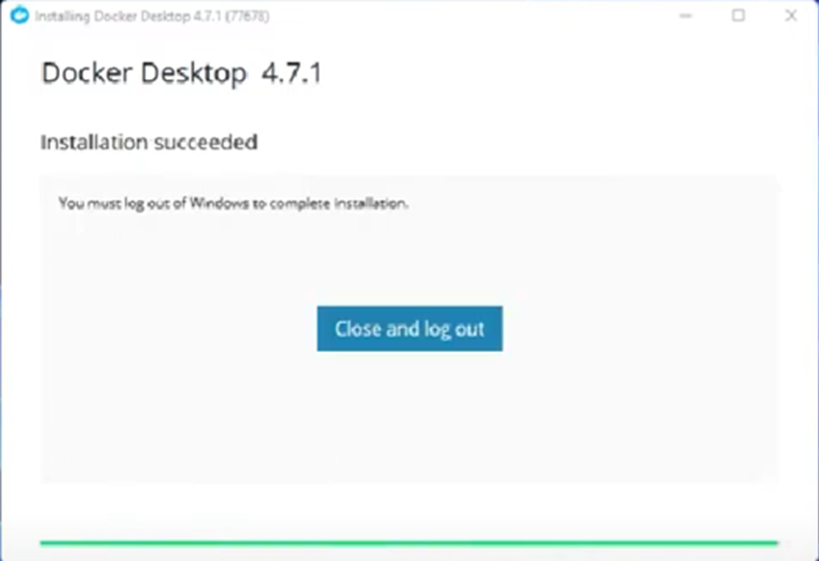 Installing Docker Desktop 4.7.1 (77678)
Docker Desktop 4.7.1
Installation succeeded
You must log out of Windows to complete installation.
Close and log out